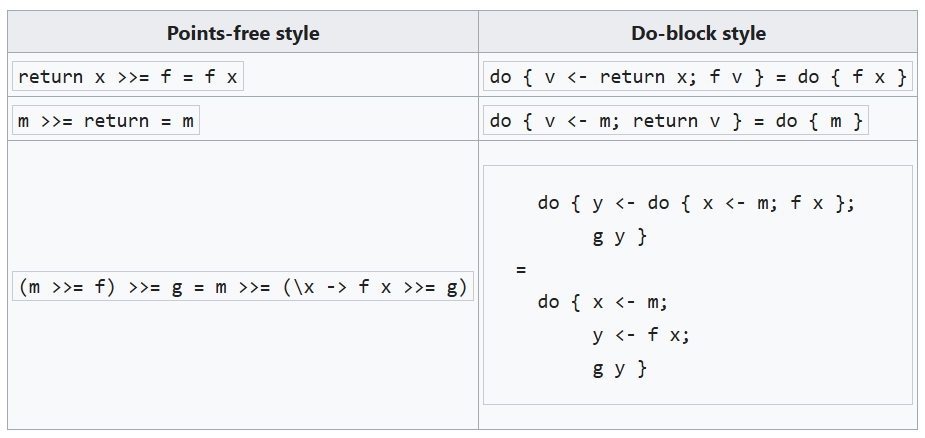 Points-free style
Do-block style
return x >>= f = f x
do { v <- return x; f v } = do { f x }
m >>= return = m
do { v <- m; return v } = do { m }
(m >>= f) >>= g = m >>= (\x -> f x >>= g)
do { y <- do { x <- m; f x };
g y }
=
do { x <- m;
y <- f x;
g y }